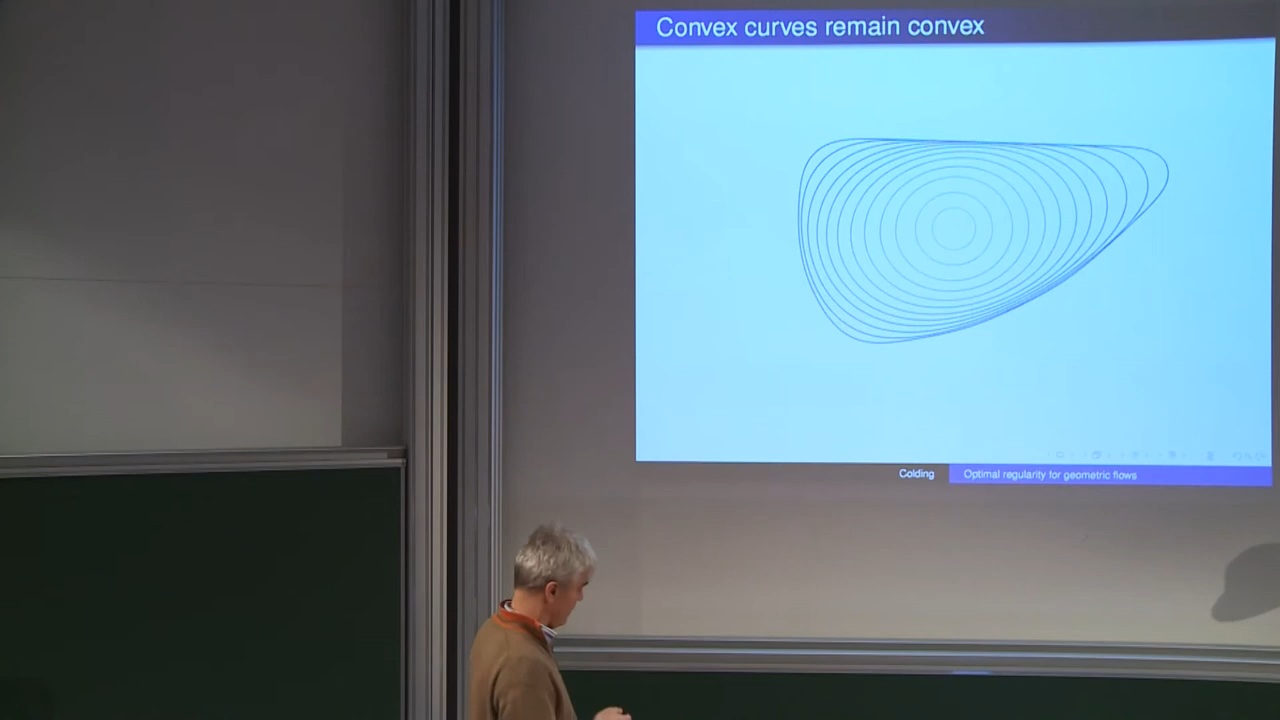 Convex curves remain convex
Colding
Optimal regularity for geometric flows